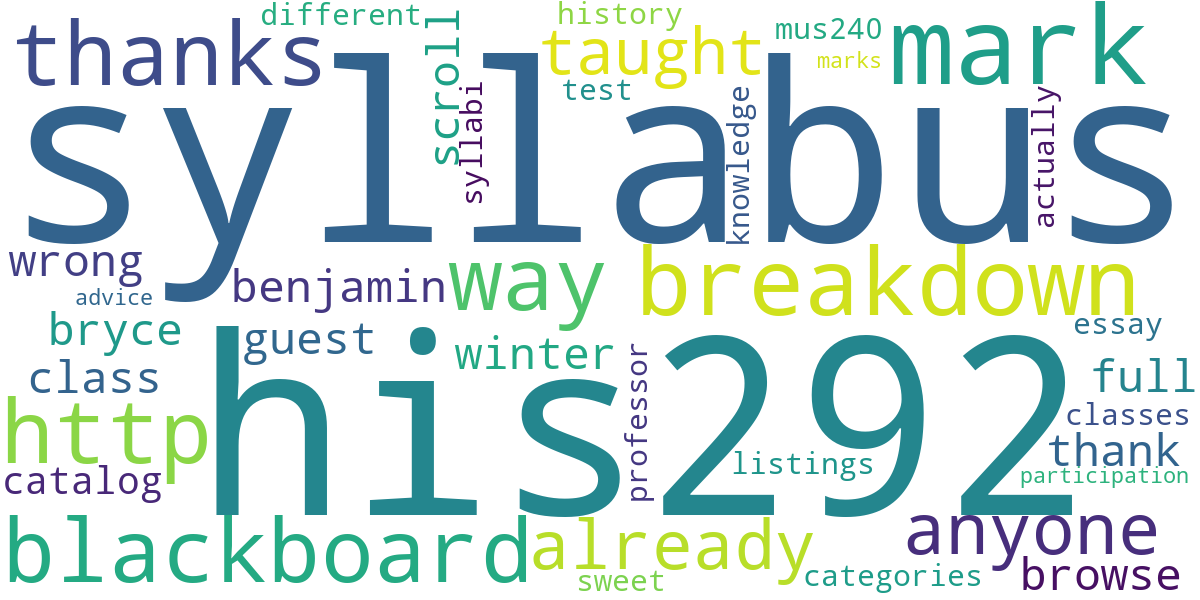 different
history
mus240
thanks
scroll
taught
marks
mark
test
syllabi
knowledge
actually
syllabus
wrong
benjamin
way
breakdown
advice
bryce
guest
winter
essay
class
professor
full
his292
http
classes
catalog
listings
thank
participation
blackboard
already
anyone
sweet
categories
browse